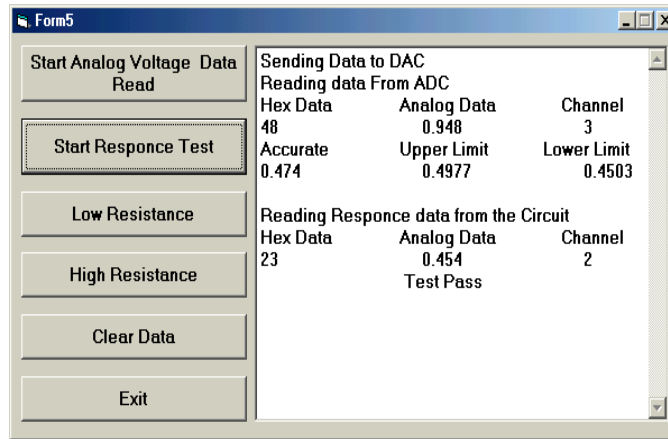 Form5
Start Analog Voltage Data
Read
Start Responce Test
Low Resistance
High Resistance
Clear Data
Exit
Sending Data to DAC
Reading data From ADC
Hex Data Analog Data Channel
48 0.948 3
Accurate Upper Limit Lower Limit
0.474 0.4977 0.4503
Reading Responce data from the Circuit
Hex Data Analog Data Channel
23 0.454 2
Test Pass